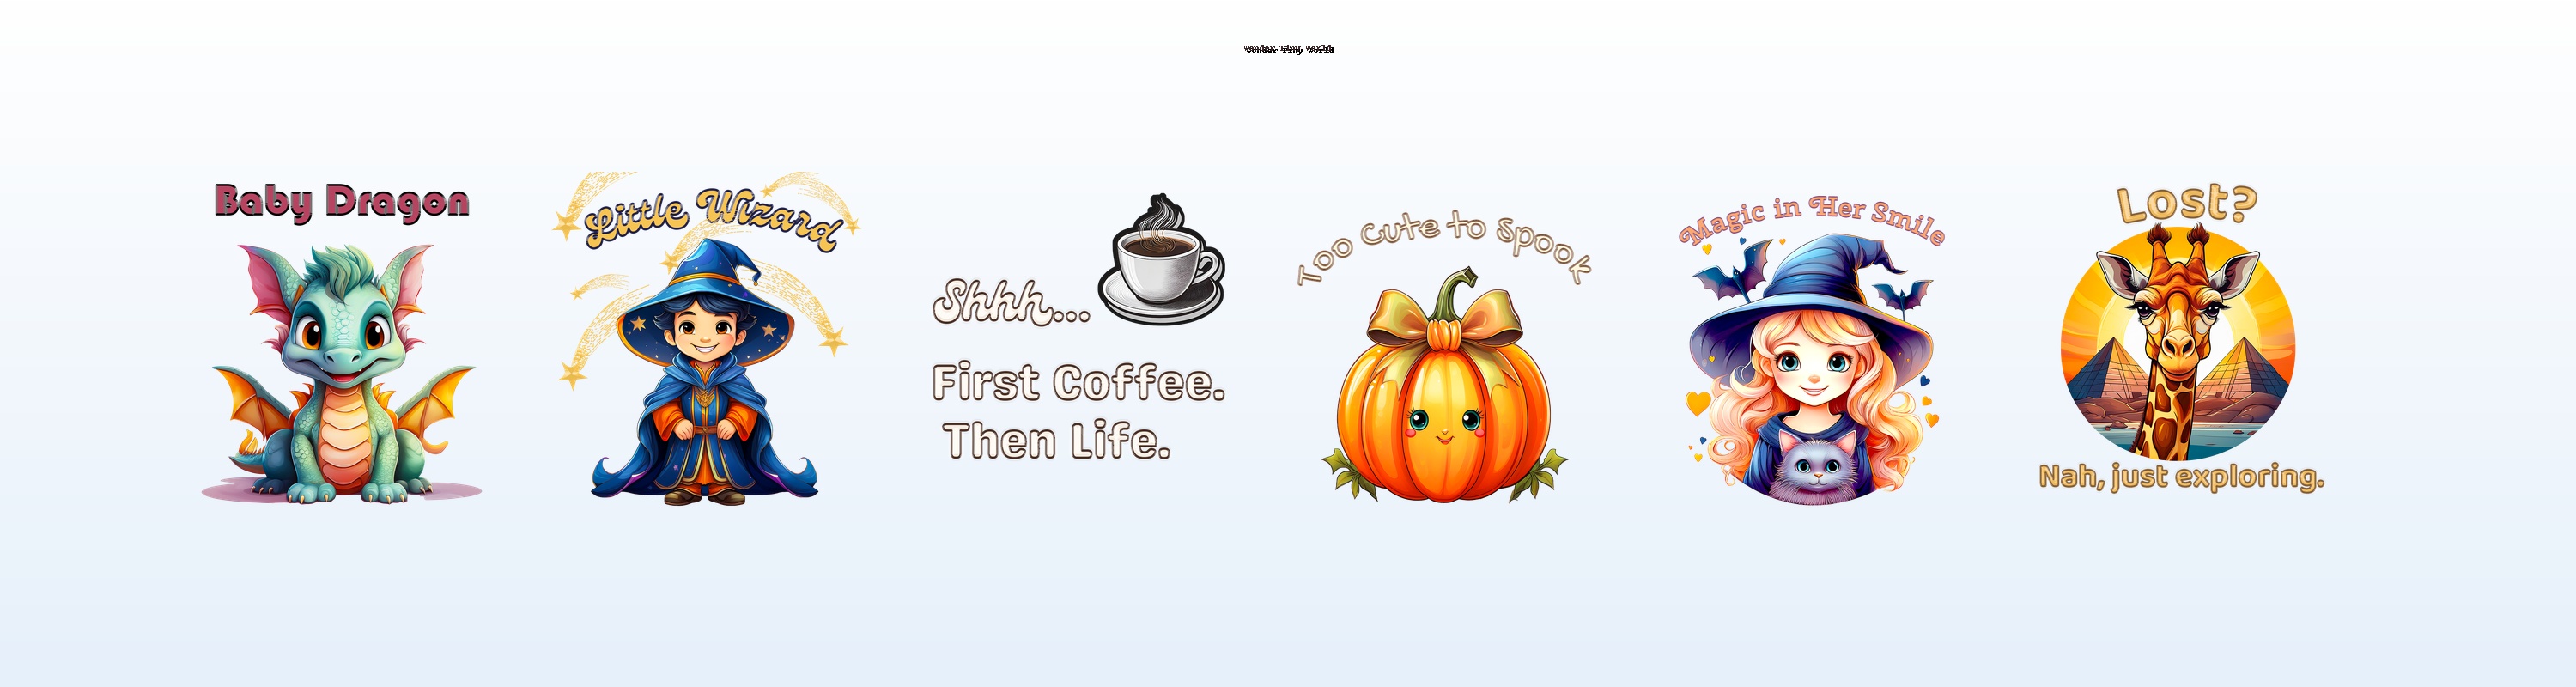 Wonder Tiny World
Baby Dragon
Little Wizard
Shhh...
First Coffee.
Then Life.
Too Cute to Spook
Magic in Her Smile
Lost?
Nah, just exploring.